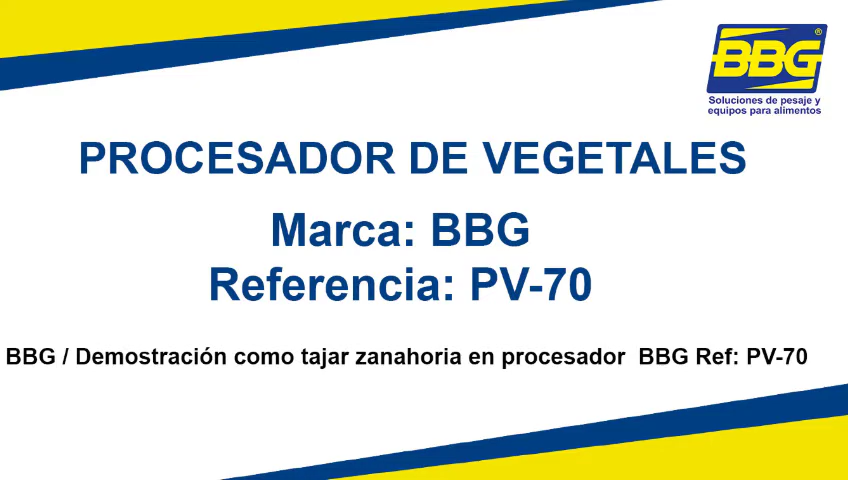 BBG®
Soluciones de pesaje y
equipos para alimentos
PROCESADOR DE VEGETALES
Marca: BBG
Referencia: PV-70
BBG / Demostración como tajar zanahoria en procesador BBG Ref: PV-70